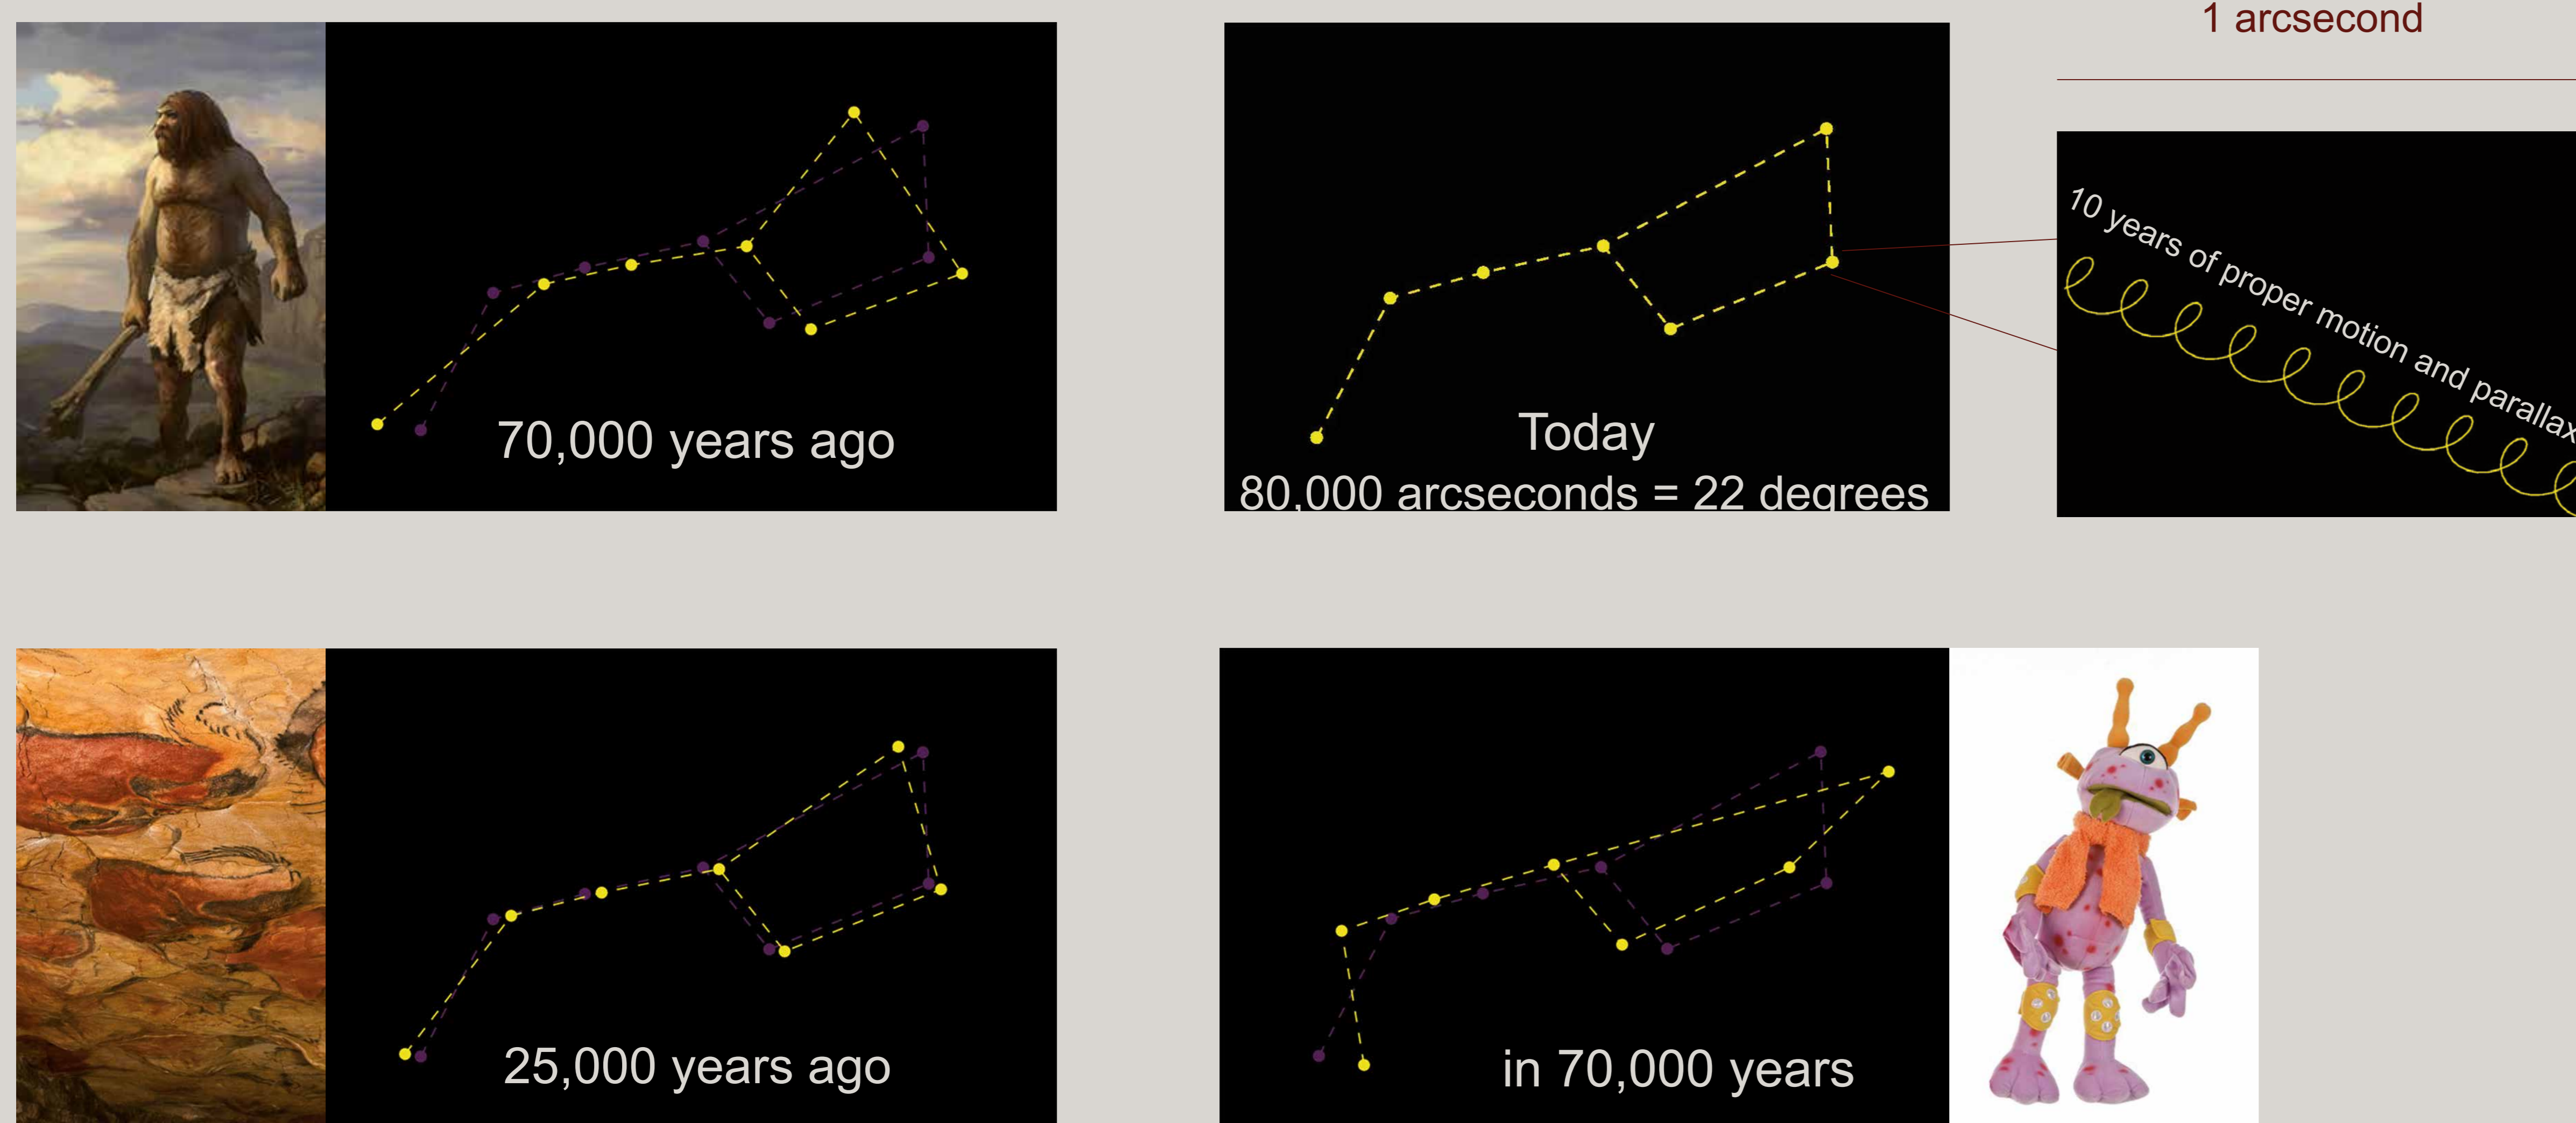 1 arcsecond
70,000 years ago
Today
80,000 arcseconds = 22 degrees
10 years of proper motion and parallax
25,000 years ago
in 70,000 years